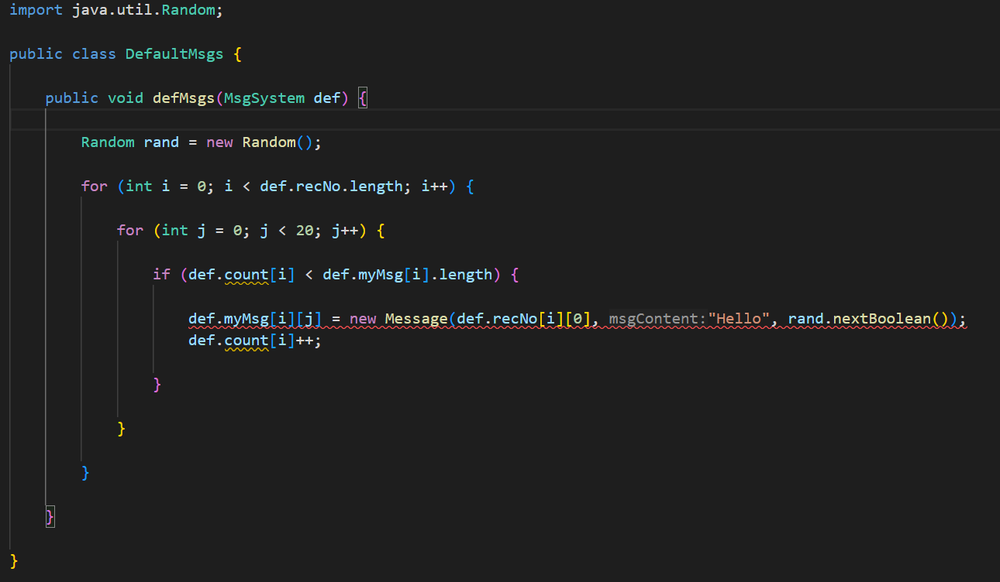 import java.util.Random;
public class DefaultMsgs {
public void defMsgs(MsgSystem def) {
Random rand = new Random();
for (int i = 0; i < def.recNo.length; i++) {
for (int j = 0; j < 20; j++) {
if (def.count[i] < def.myMsg[i].length) {
def.myMsg[i][j] = new Message(def.recNo[i][0], msgContent:"Hello", rand.nextBoolean());
def.count[i]++;
}
}
}
}
}